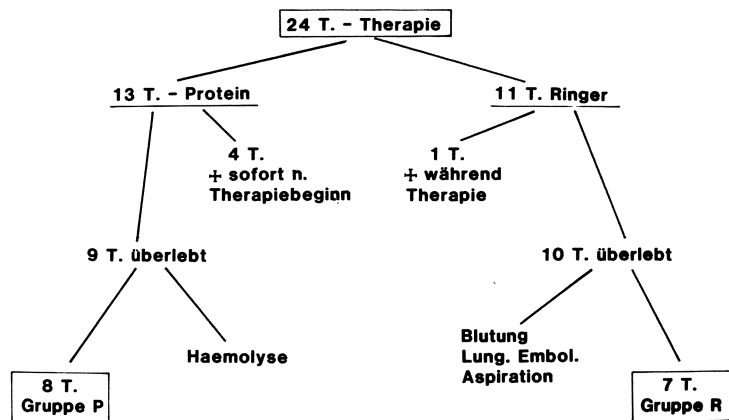 24 T. - Therapie
13 T. - Protein
11 T. Ringer
4 T.
+ sofort n.
Therapiebeginn
1 T.
+ während
Therapie
9 T. überlebt
10 T. überlebt
Haemolyse
Blutung
Lung. Embol.
Aspiration
8 T.
Gruppe P
7 T.
Gruppe R